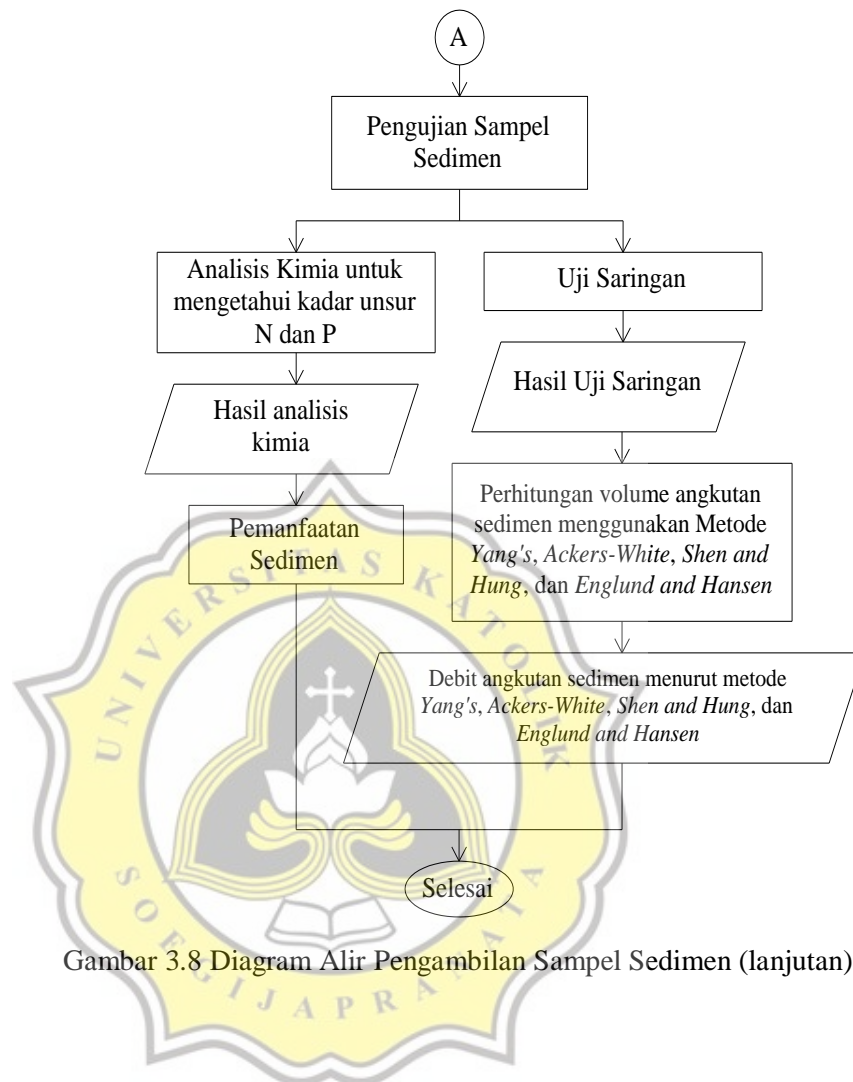 A
Pengujian Sampel
Sedimen
Analisis Kimia untuk
mengetahui kadar unsur
N dan P
Uji Saringan
Hasil analisis
kimia
Hasil Uji Saringan
Pemanfaatan
Sedimen
Perhitungan volume angkutan
sedimen menggunakan Metode
Yang's, Ackers-White, Shen and
Hung, dan Englund and Hansen
Debit angkutan sedimen menurut metode
Yang's, Ackers-White, Shen and Hung, dan
Englund and Hansen
Selesai
UNIVERSITAS KATOLIK
SOEGIJAPRANATA
Gambar 3.8 Diagram Alir Pengambilan Sampel Sedimen (lanjutan)